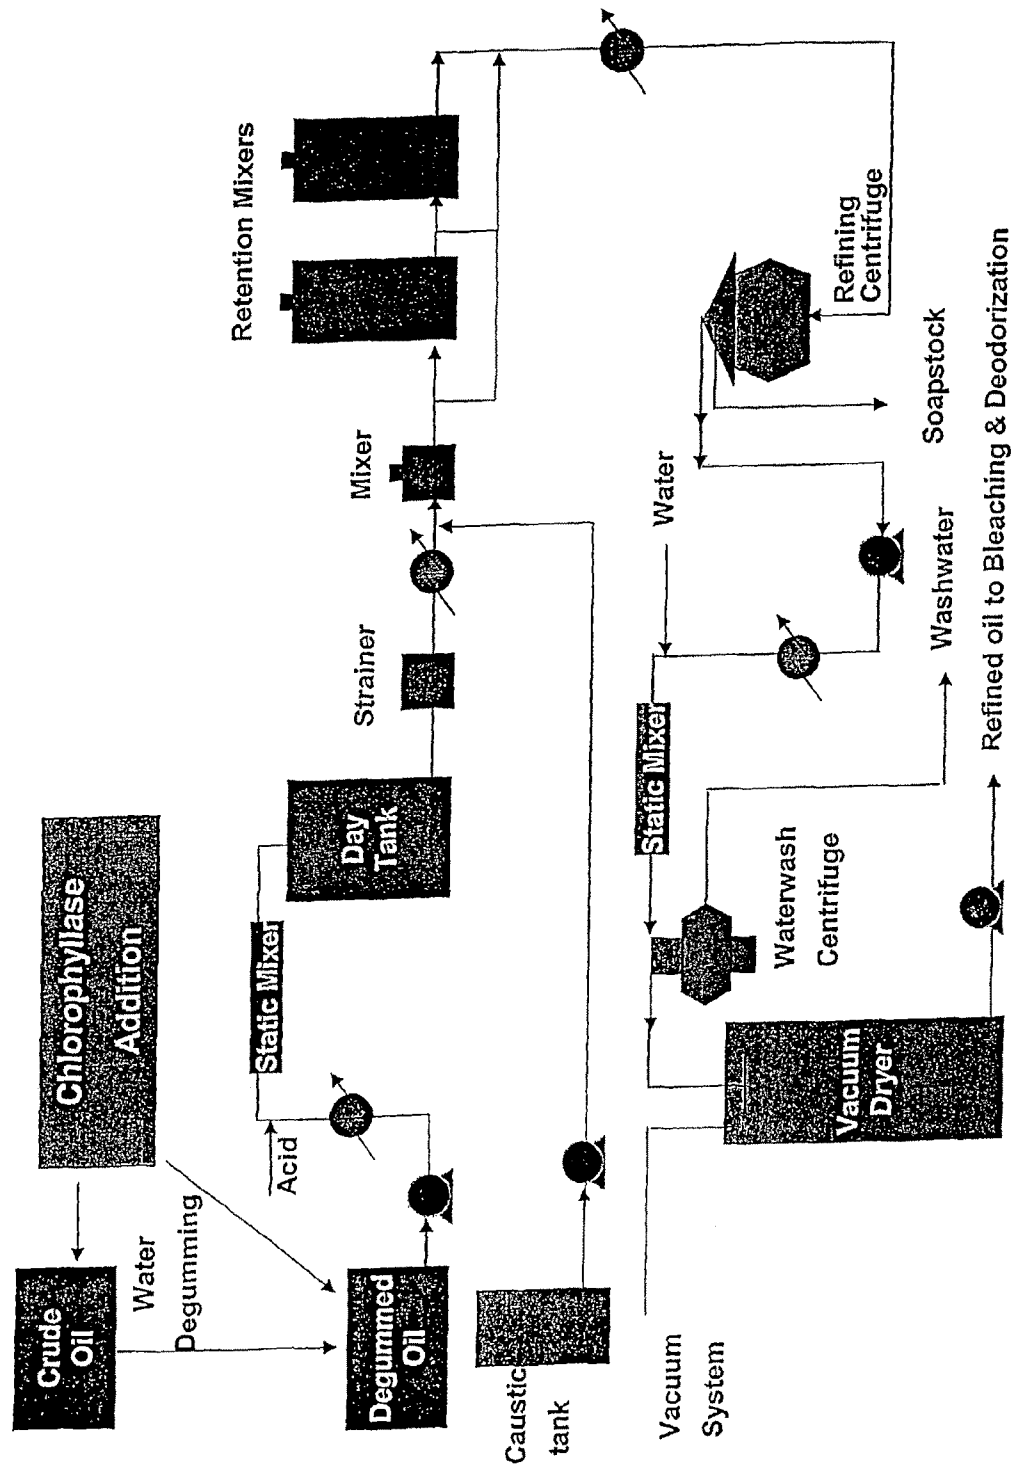 Chlorophyllase
Addition
Crude
Oil
Water
Degumming
Degummed
Oil
Acid
Static Mixer
Day
Tank
Strainer
Mixer
Retention Mixers
Caustic
tank
Vacuum
System
Vacuum
Dryer
Waterwash
Centrifuge
Static Mixer
Water
Washwater
Soapstock
Refining
Centrifuge
Refined oil to Bleaching & Deodorization